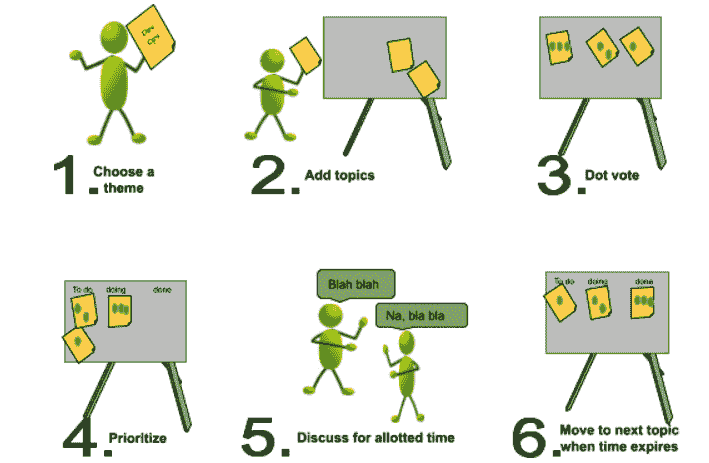 1. Choose a
theme
2. Add topics
3. Dot vote
To do doing done
4. Prioritize
Blah blah
Na, bla bla
5. Discuss for allotted time
To do doing done
6. Move to next topic
when time expires